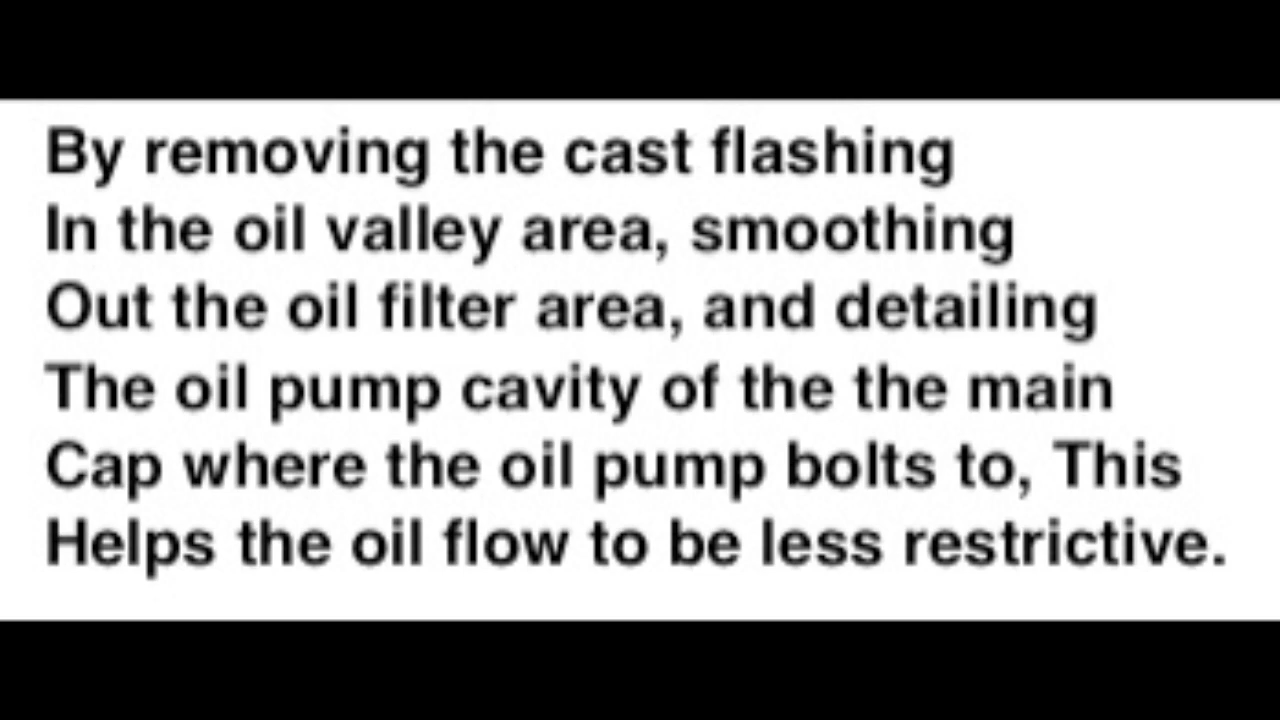 By removing the cast flashing
In the oil valley area, smoothing
Out the oil filter area, and detailing
The oil pump cavity of the the main
Cap where the oil pump bolts to, This
Helps the oil flow to be less restrictive.